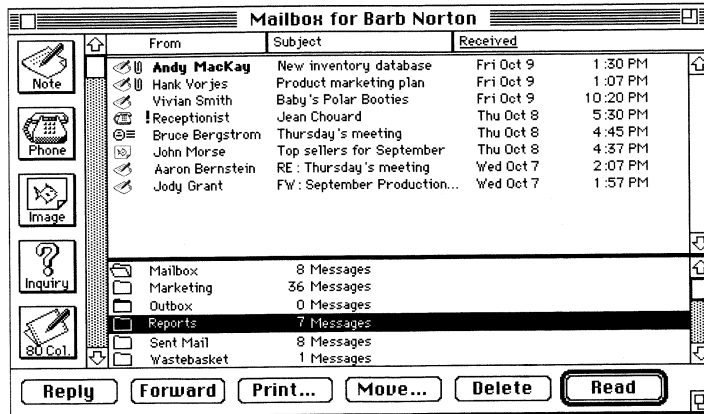 Mailbox for Barb Norton
From Subject Received
Andy MacKay New inventory database Fri Oct 9 1:30 PM
Hank Vorjes Product marketing plan Fri Oct 9 1:07 PM
Vivian Smith Baby's Polar Booties Fri Oct 9 10:20 PM
!Receptionist Jean Chouard Thu Oct 8 5:30 PM
Bruce Bergstrom Thursday's meeting Thu Oct 8 4:45 PM
John Morse Top sellers for September Thu Oct 8 4:37 PM
Aaron Bernstein RE: Thursday's meeting Wed Oct 7 2:07 PM
Jody Grant FW: September Production... Wed Oct 7 1:57 PM
Note
Phone
Image
Inquiry
80 Col.
Mailbox 8 Messages
Marketing 36 Messages
Outbox 0 Messages
Reports 7 Messages
Sent Mail 8 Messages
Wastebasket 1 Messages
Reply Forward Print... Move... Delete Read